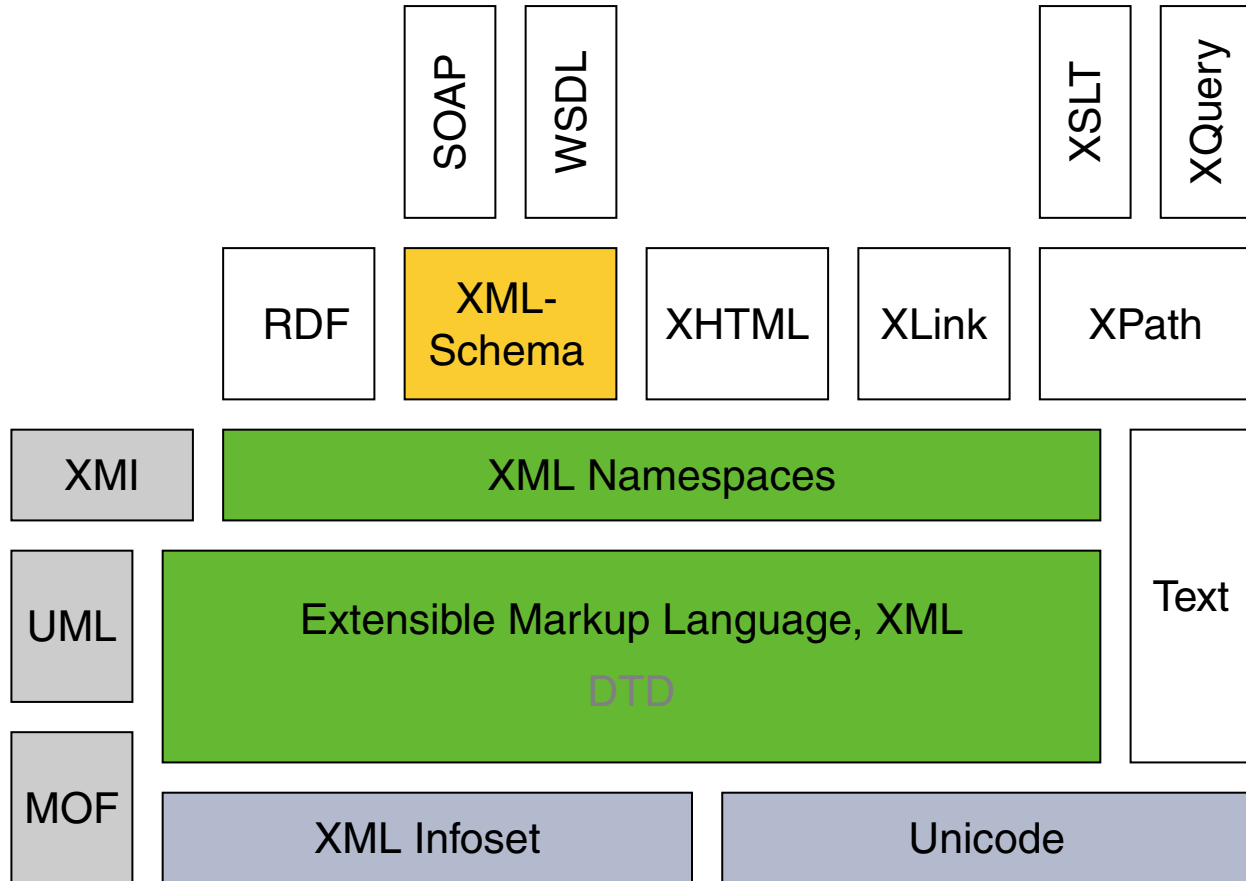 SOAP
WSDL
XSLT
XQuery
RDF
XML-
Schema
XHTML
XLink
XPath
XMI
XML Namespaces
UML
Extensible Markup Language, XML
DTD
Text
MOF
XML Infoset
Unicode